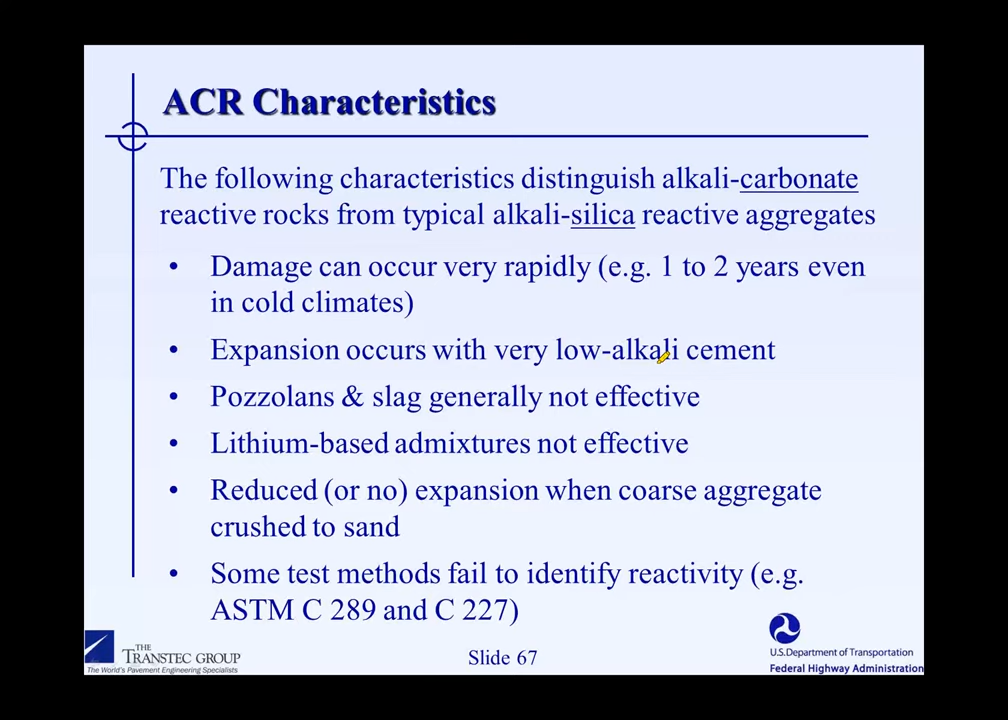 ACR Characteristics
The following characteristics distinguish alkali-carbonate
reactive rocks from typical alkali-silica reactive aggregates
• Damage can occur very rapidly (e.g. 1 to 2 years even
in cold climates)
• Expansion occurs with very low-alkali cement
• Pozzolans & slag generally not effective
• Lithium-based admixtures not effective
• Reduced (or no) expansion when coarse aggregate
crushed to sand
• Some test methods fail to identify reactivity (e.g.
ASTM C 289 and C 227)
THE
TRANSTEC GROUP
The World's Pavement Engineering Specialists
Slide 67
U.S.Department of Transportation
Federal Highway Administration